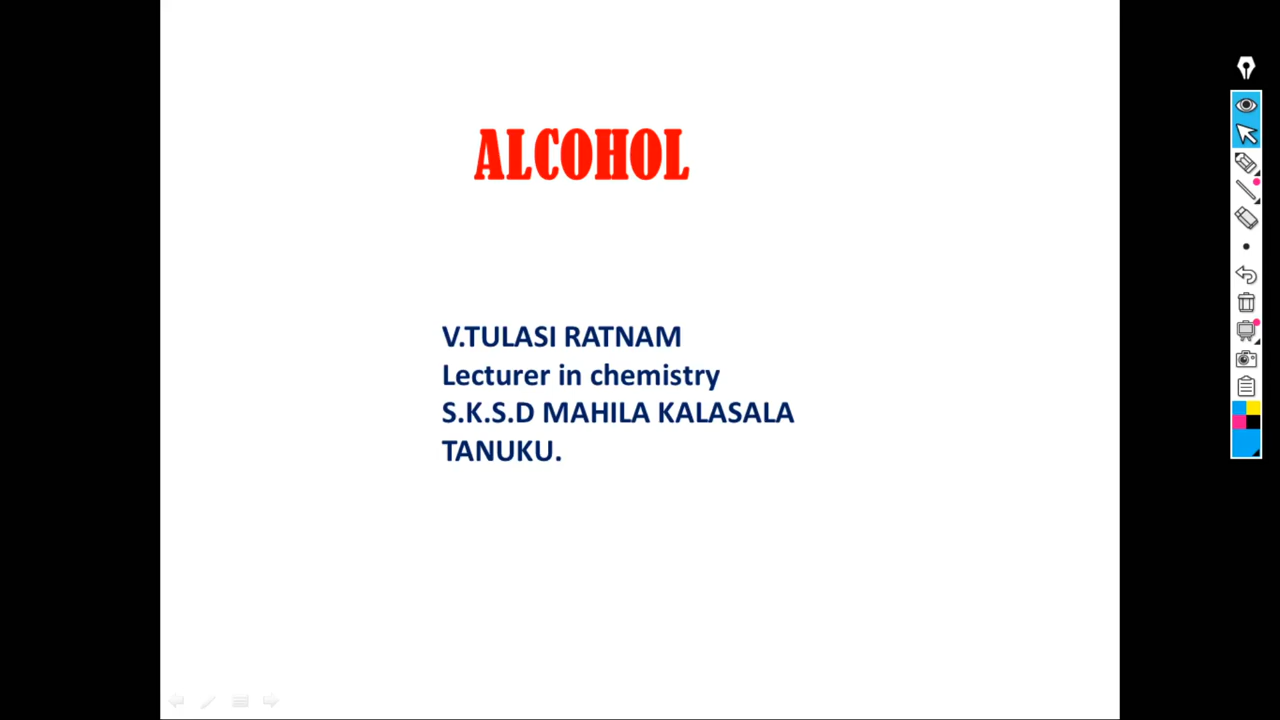 ALCOHOL
V.TULASI RATNAM
Lecturer in chemistry
S.K.S.D MAHILA KALASALA
TANUKU.